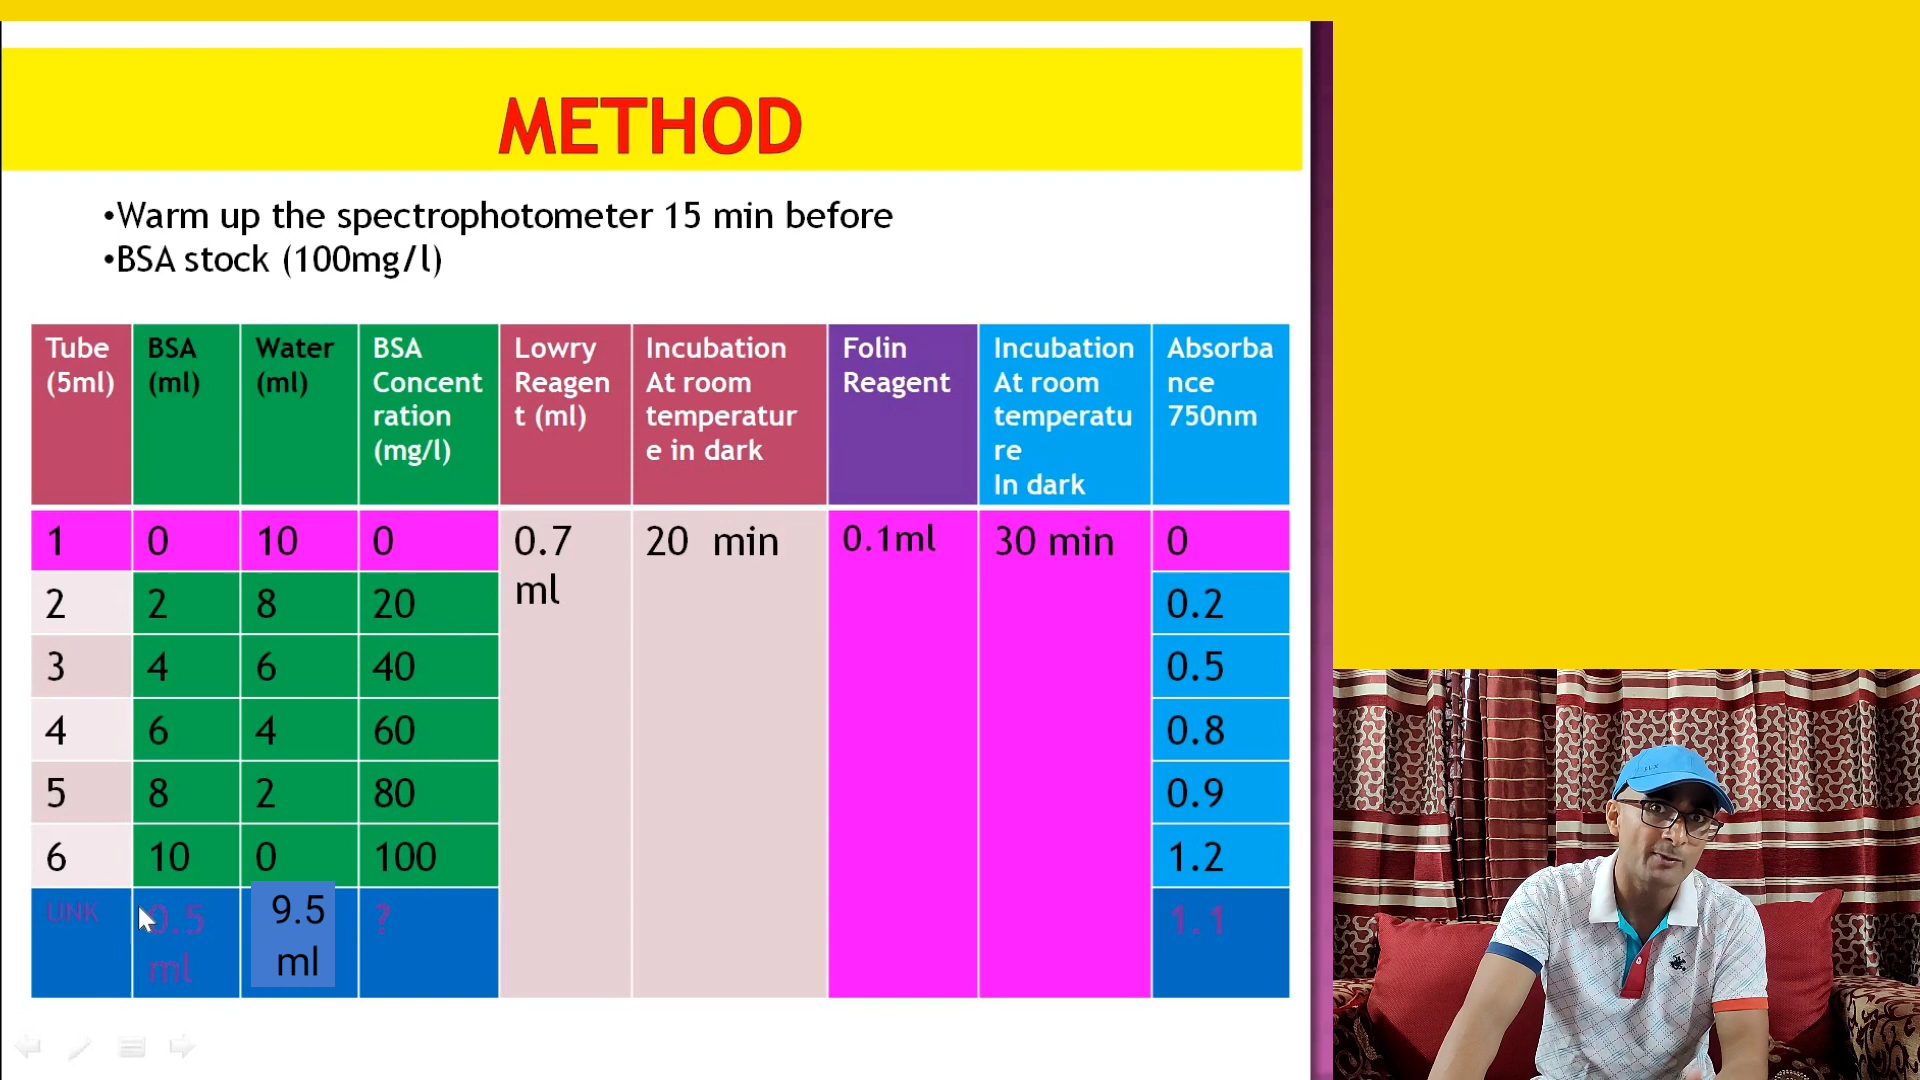 METHOD
•Warm up the spectrophotometer 15 min before
•BSA stock (100mg/l)
Tube
(5ml)
BSA
(ml)
Water
(ml)
BSA
Concent
ration
(mg/l)
Lowry
Reagen
t (ml)
Incubation
At room
temperatur
e in dark
Folin
Reagent
Incubation
At room
temperatu
re
In dark
Absorba
nce
750nm
1 0 10 0 0.7 20 min 0.1ml 30 min 0
ml
2 2 8 20 0.2
3 4 6 40 0.5
4 6 4 60 0.8
5 8 2 80 0.9
6 10 0 100 1.2
UNK 0.5 9.5 ? 1.1
ml ml